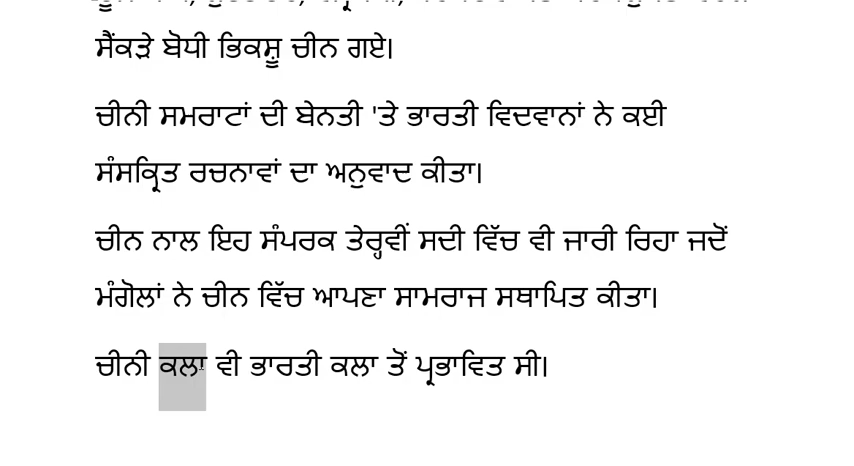 ਸੈਂਕੜੇ ਬੋਧੀ ਭਿਕਸ਼ੂ ਚੀਨ ਗਏ।
ਚੀਨੀ ਸਮਰਾਟਾਂ ਦੀ ਬੇਨਤੀ 'ਤੇ ਭਾਰਤੀ ਵਿਦਵਾਨਾਂ ਨੇ ਕਈ
ਸੰਸਕ੍ਰਿਤ ਰਚਨਾਵਾਂ ਦਾ ਅਨੁਵਾਦ ਕੀਤਾ।
ਚੀਨ ਨਾਲ ਇਹ ਸੰਪਰਕ ਤੇਰ੍ਹਵੀਂ ਸਦੀ ਵਿੱਚ ਵੀ ਜਾਰੀ ਰਿਹਾ ਜਦੋਂ
ਮੰਗੋਲਾਂ ਨੇ ਚੀਨ ਵਿੱਚ ਆਪਣਾ ਸਾਮਰਾਜ ਸਥਾਪਿਤ ਕੀਤਾ।
ਚੀਨੀ ਕਲਾ ਵੀ ਭਾਰਤੀ ਕਲਾ ਤੋਂ ਪ੍ਰਭਾਵਿਤ ਸੀ।